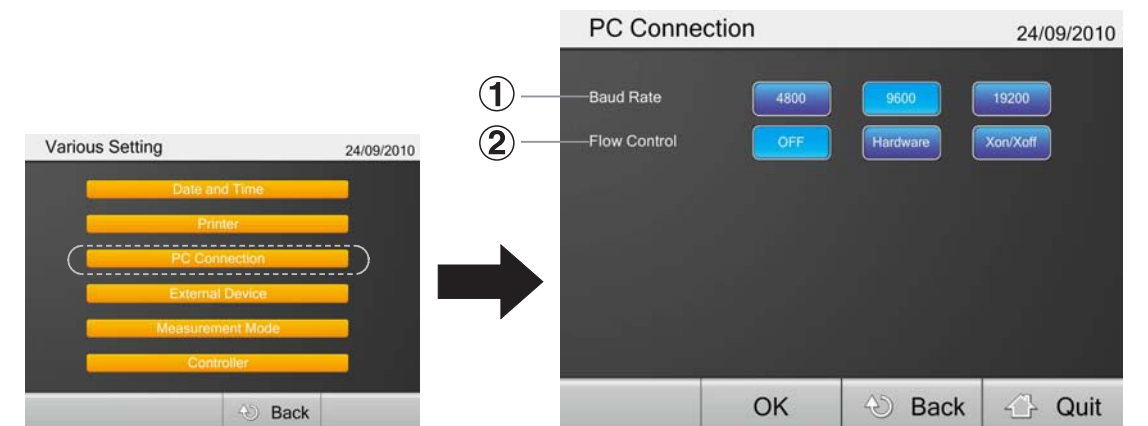 Various Setting 24/09/2010
Date and Time
Printer
PC Connection
External Device
Measurement Mode
Controller
Back
PC Connection 24/09/2010
① Baud Rate 4800 9600 19200
② Flow Control OFF Hardware Xon/Xoff
OK Back Quit